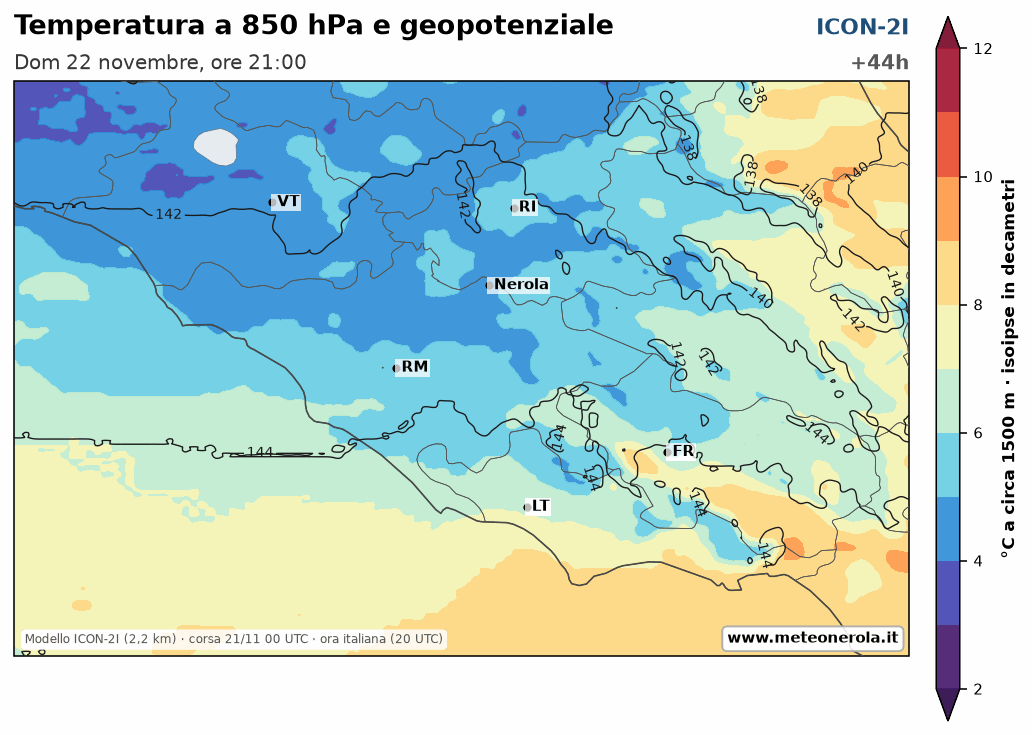 Temperatura a 850 hPa e geopotenziale
ICON-2I
Dom 22 novembre, ore 21:00
+44h
138
138
138
138
140
142
142
VT
RI
Nerola
140
140
142
142
142
RM
144
144
144
FR
144
144
LT
144
Modello ICON-2I (2,2 km) · corsa 21/11 00 UTC · ora italiana (20 UTC)
www.meteonerola.it
12
10
8
6
4
2
°C a circa 1500 m · isoipse in decametri